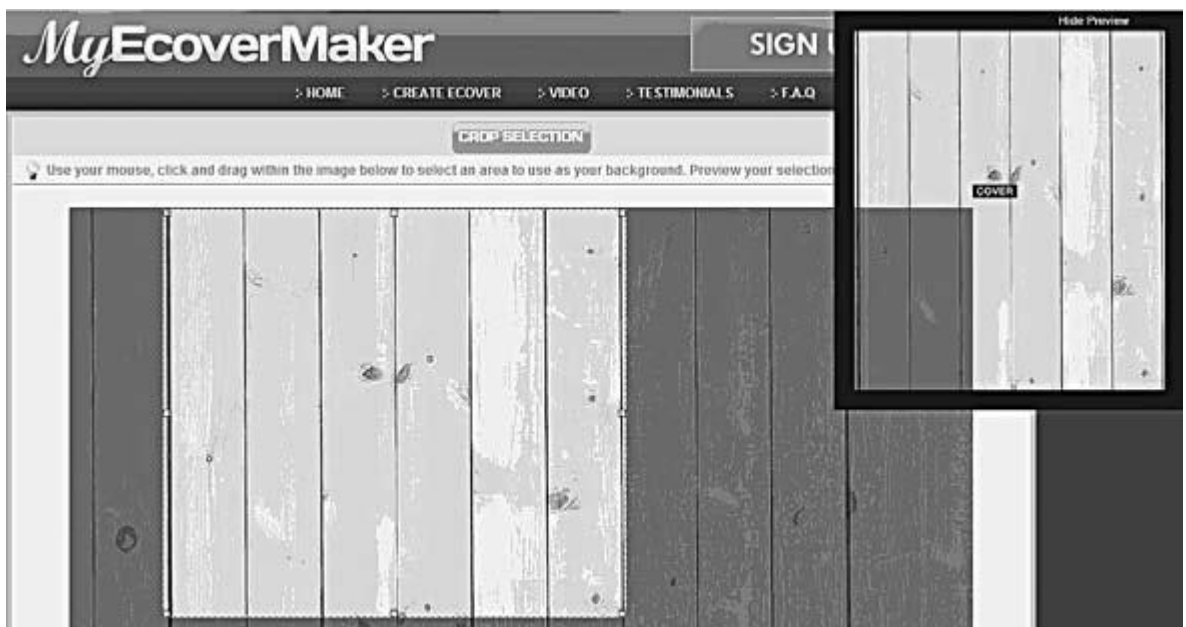 MyEcoverMaker
SIGN
Hide Preview
:- HOME :- CREATE ECOVER :- VIDEO :- TESTIMONIALS :- F.A.Q
CROP SELECTION
Use your mouse, click and drag within the image below to select an area to use as your background. Preview your selection
COVER